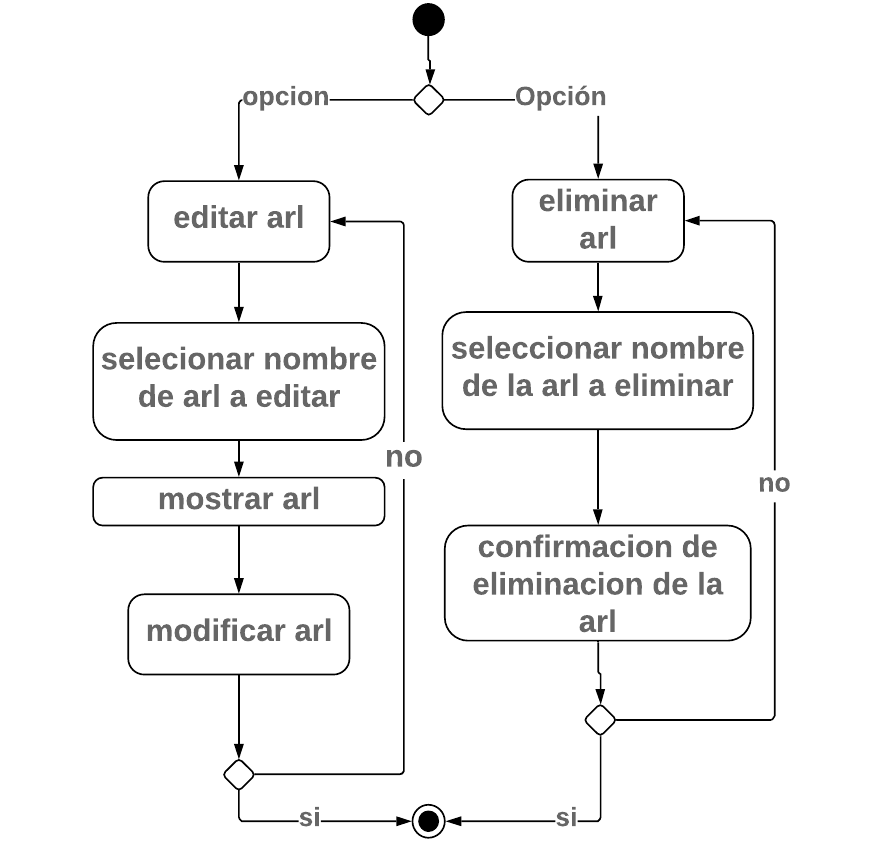 opcion
Opción
editar arl
eliminar
arl
selecionar nombre
de arl a editar
seleccionar nombre
de la arl a eliminar
no
no
mostrar arl
confirmacion de
eliminacion de la
arl
modificar arl
si
si